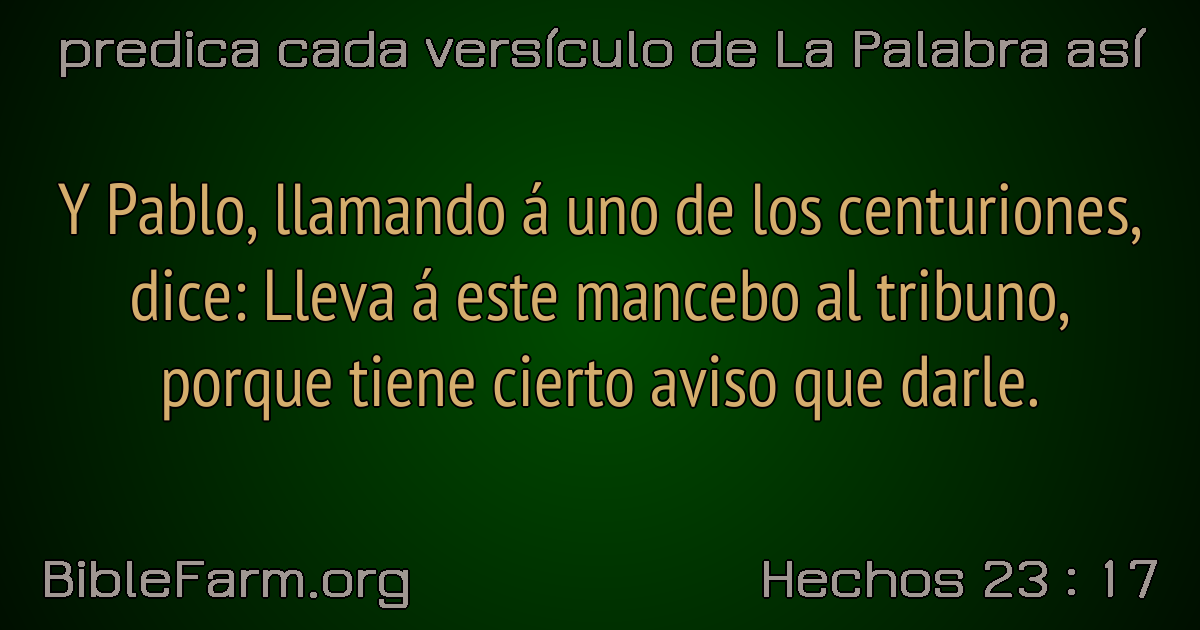 predica cada versículo de La Palabra así
Y Pablo, llamando á uno de los centuriones,
dice: Lleva á este mancebo al tribuno,
porque tiene cierto aviso que darle.
BibleFarm.org
Hechos 23 : 17